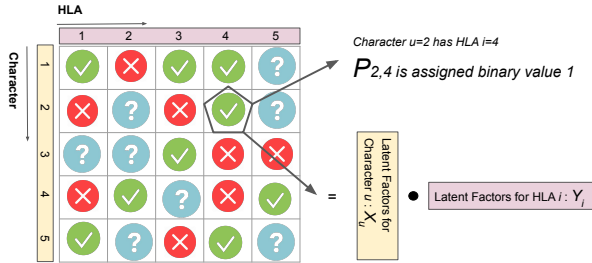 HLA
1 2 3 4 5
Character
1
2 ? ?
? ?
3 ? ?
4 ?
5 ? ?
Character u=2 has HLA i=4
P2,4 is assigned binary value 1
=
Latent Factors for
Character u : Xu
Latent Factors for HLA i : Yi